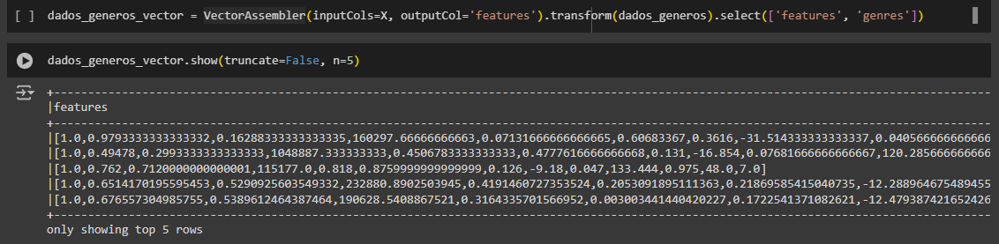 [ ] dados_generos_vector = VectorAssembler(inputCols=X, outputCol='features').transform(dados_generos).select(['features', 'genres'])
dados_generos_vector.show(truncate=False, n=5)
+--------------------------------------------------------------------------------------------------------------------------------------------
|features
+--------------------------------------------------------------------------------------------------------------------------------------------
|[1.0,0.9793333333333332,0.16288333333333335,160297.66666666663,0.07131666666666665,0.60683367,0.3616,-31.514333333333337,0.040566666666666
|[1.0,0.49478,0.2993333333333333,1048887.333333333,0.4506783333333333,0.4777616666666668,0.131,-16.854,0.07681666666666667,120.285666666666
|[1.0,0.762,0.7120000000000001,115177.0,0.818,0.8759999999999999,0.126,-9.18,0.047,133.444,0.975,48.0,7.0]
|[1.0,0.6514170195595453,0.5290925603549332,232880.8902503945,0.4191460727353524,0.2053091895111363,0.21869585415040735,-12.288964675489455
|[1.0,0.676557304985755,0.5389612464387464,190628.5408867521,0.3164335701566952,0.003003441440420227,0.1722541371082621,-12.479387421652426
+--------------------------------------------------------------------------------------------------------------------------------------------
only showing top 5 rows